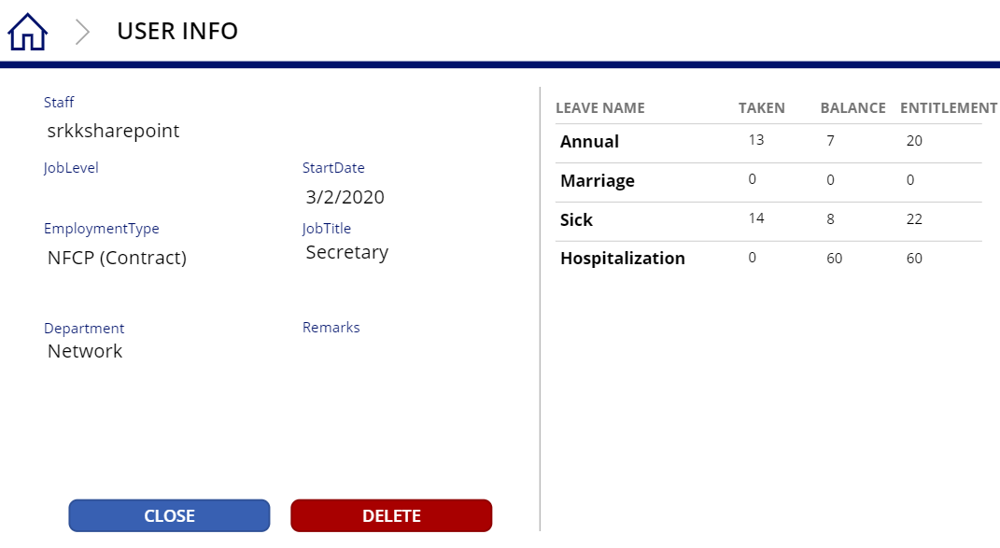 USER INFO
Staff
srkksharepoint
JobLevel
StartDate
3/2/2020
EmploymentType
JobTitle
NFCP (Contract)
Secretary
Department
Remarks
Network
CLOSE
DELETE
LEAVE NAME TAKEN BALANCE ENTITLEMENT
Annual 13 7 20
Marriage 0 0 0
Sick 14 8 22
Hospitalization 0 60 60